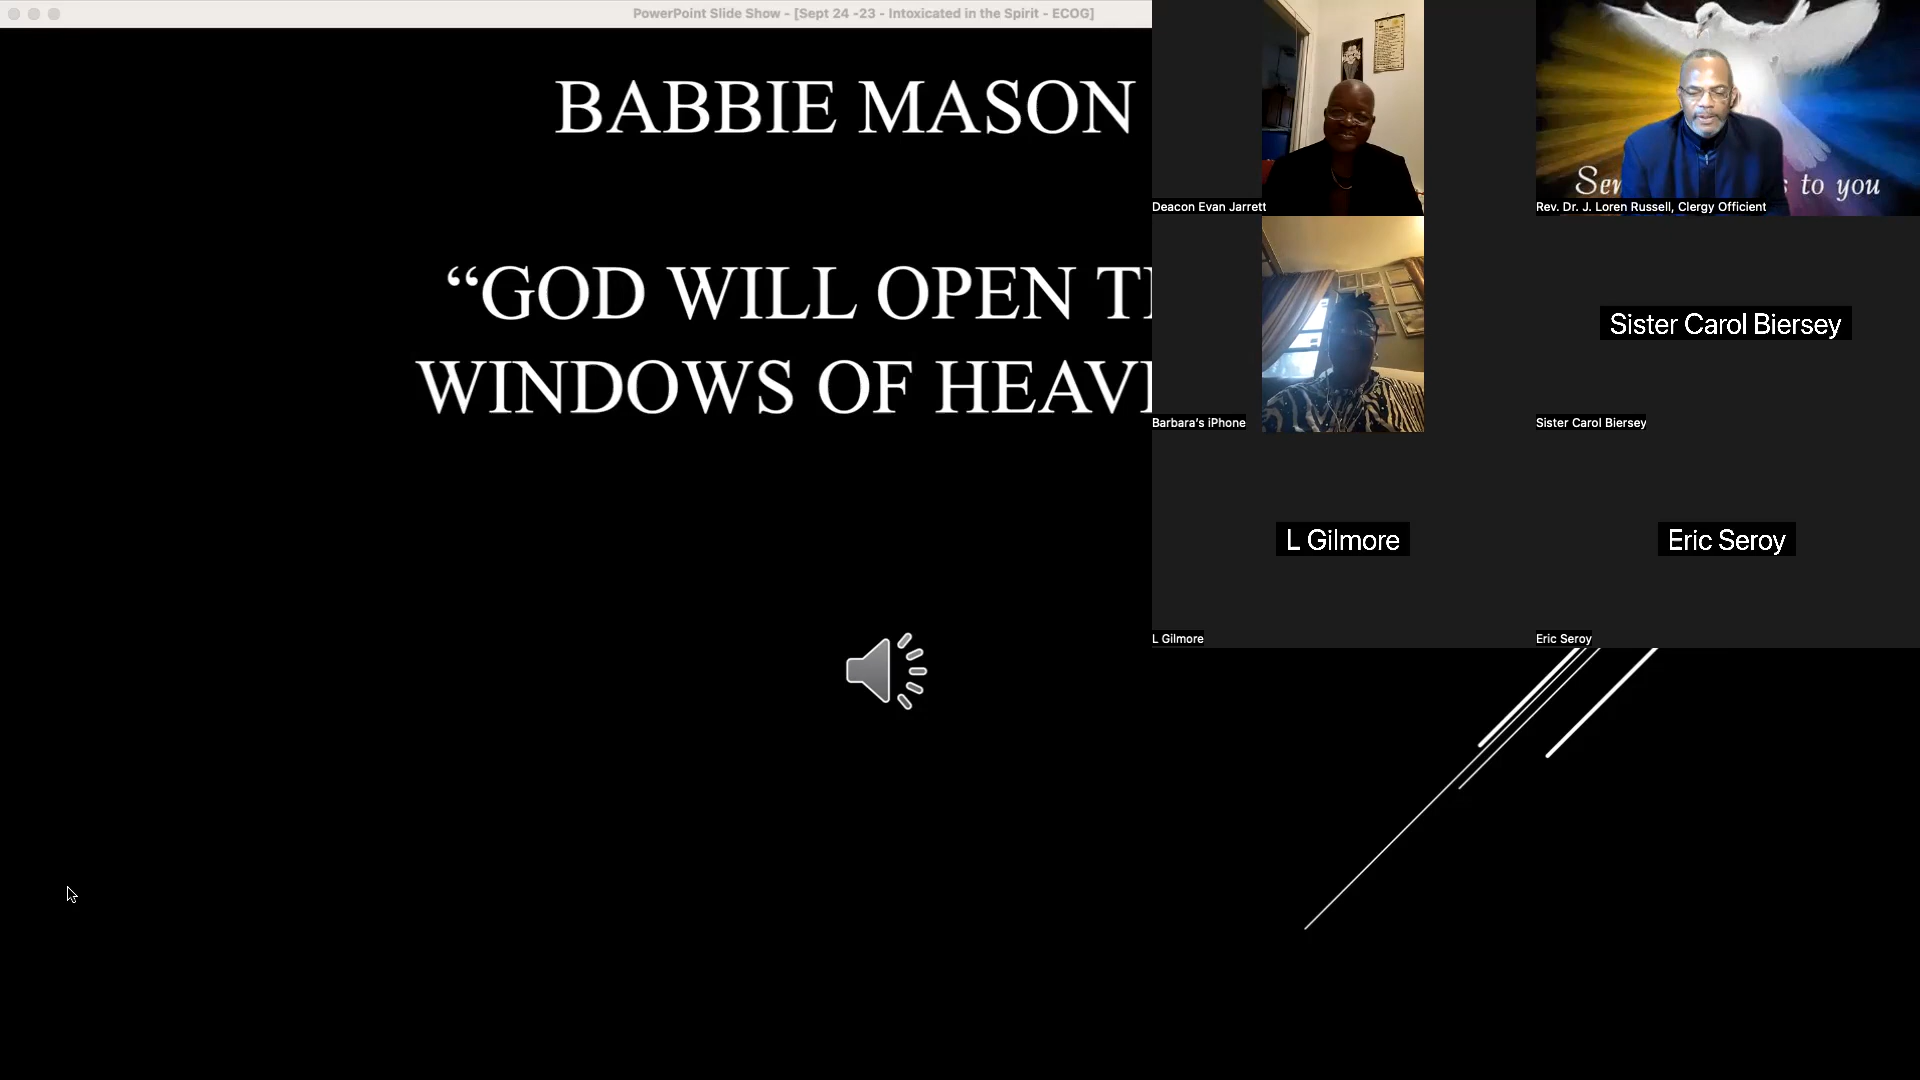 PowerPoint Slide Show - [Sept 24 -23 - Intoxicated in the Spirit - ECOG]
BABBIE MASON
“GOD WILL OPEN
WINDOWS OF
Deacon Evan Jarrett
to you
Rev. Dr. J. Loren Russell, Clergy Officient
Barbara’s iPhone
Sister Carol Biersey
Sister Carol Biersey
L Gilmore
L Gilmore
Eric Seroy
Eric Seroy